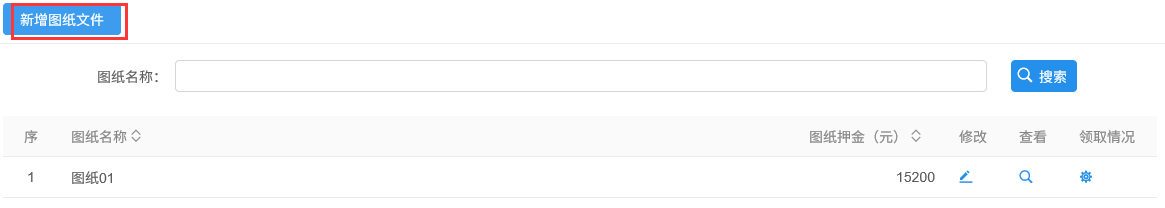 新增图纸文件
图纸名称： 搜索
序 图纸名称 图纸押金（元） 修改 查看 领取情况
1 图纸01 15200